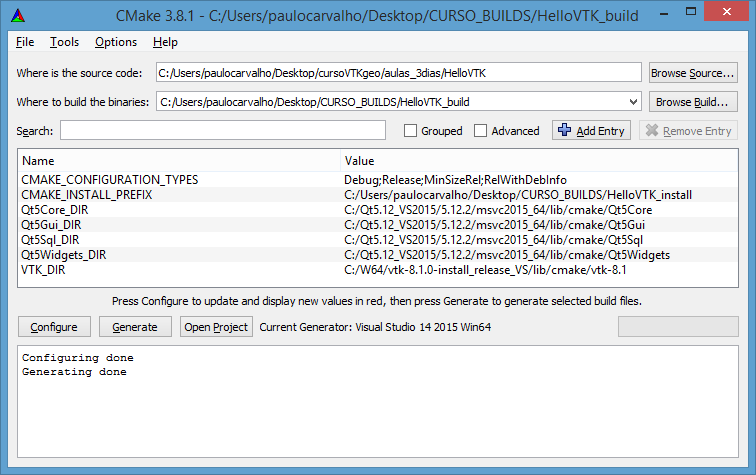 CMake 3.8.1 - C:/Users/paulocarvalho/Desktop/CURSO_BUILDS/HelloVTK_build
File Tools Options Help
Where is the source code: C:/Users/paulocarvalho/Desktop/cursoVTKgeo/aulas_3dias/HelloVTK Browse Source...
Where to build the binaries: C:/Users/paulocarvalho/Desktop/CURSO_BUILDS/HelloVTK_build Browse Build...
Search: Grouped Advanced Add Entry Remove Entry
Name Value
CMAKE_CONFIGURATION_TYPES Debug;Release;MinSizeRel;RelWithDebInfo
CMAKE_INSTALL_PREFIX C:/Users/paulocarvalho/Desktop/CURSO_BUILDS/HelloVTK_install
Qt5Core_DIR C:/Qt5.12_VS2015/5.12.2/msvc2015_64/lib/cmake/Qt5Core
Qt5Gui_DIR C:/Qt5.12_VS2015/5.12.2/msvc2015_64/lib/cmake/Qt5Gui
Qt5Sql_DIR C:/Qt5.12_VS2015/5.12.2/msvc2015_64/lib/cmake/Qt5Sql
Qt5Widgets_DIR C:/Qt5.12_VS2015/5.12.2/msvc2015_64/lib/cmake/Qt5Widgets
VTK_DIR C:/W64/vtk-8.1.0-install_release_VS/lib/cmake/vtk-8.1
Press Configure to update and display new values in red, then press Generate to generate selected build files.
Configure Generate Open Project Current Generator: Visual Studio 14 2015 Win64
Configuring done
Generating done